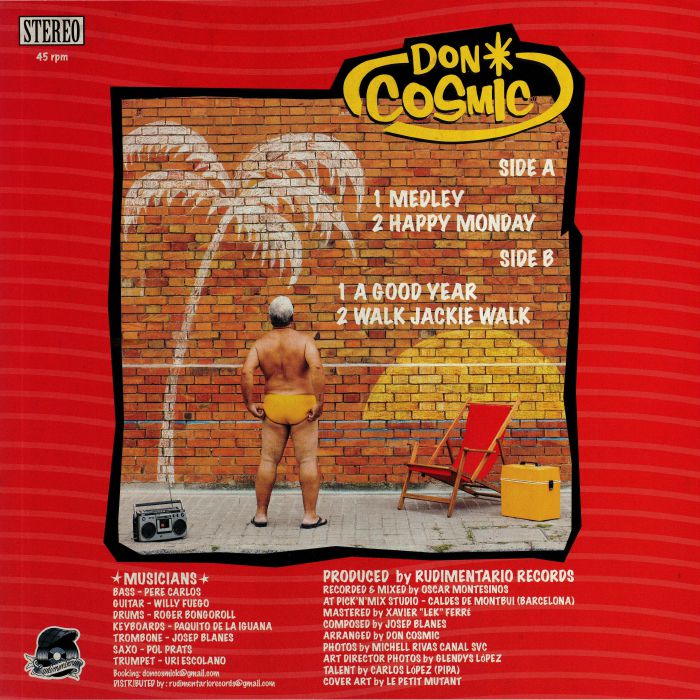 STEREO
45 rpm
DON*
COSMIC
SIDE A
1 MEDLEY
2 HAPPY MONDAY
SIDE B
1 A GOOD YEAR
2 WALK JACKIE WALK
★MUSICIANS★
BASS - PERE CARLOS
GUITAR - WILLY FUEGO
DRUMS - ROGER BONGOROLL
KEYBOARDS - PAQUITO DE LA IGUANA
TROMBONE - JOSEP BLANES
SAXO - POL PRATS
TRUMPET - URI ESCOLANO
Booking: doncosmick@gmail.com
DISTRIBUTED by: rudimentariorecords@gmail.com
PRODUCED by RUDIMENTARIO RECORDS
RECORDED & MIXED by OSCAR MONTESINOS
AT PICK'N'MIX STUDIO - CALDES DE MONTBUI (BARCELONA)
MASTERED by XAVIER "LEK" FERRÉ
COMPOSED by JOSEP BLANES
ARRANGED by DON COSMIC
PHOTOS by MICHELL RIVAS CANAL SVC
ART DIRECTOR PHOTOS by GLENDYS LóPEZ
TALENT by CARLOS LóPEZ (PIPA)
COVER ART by LE PETIT MUTANT